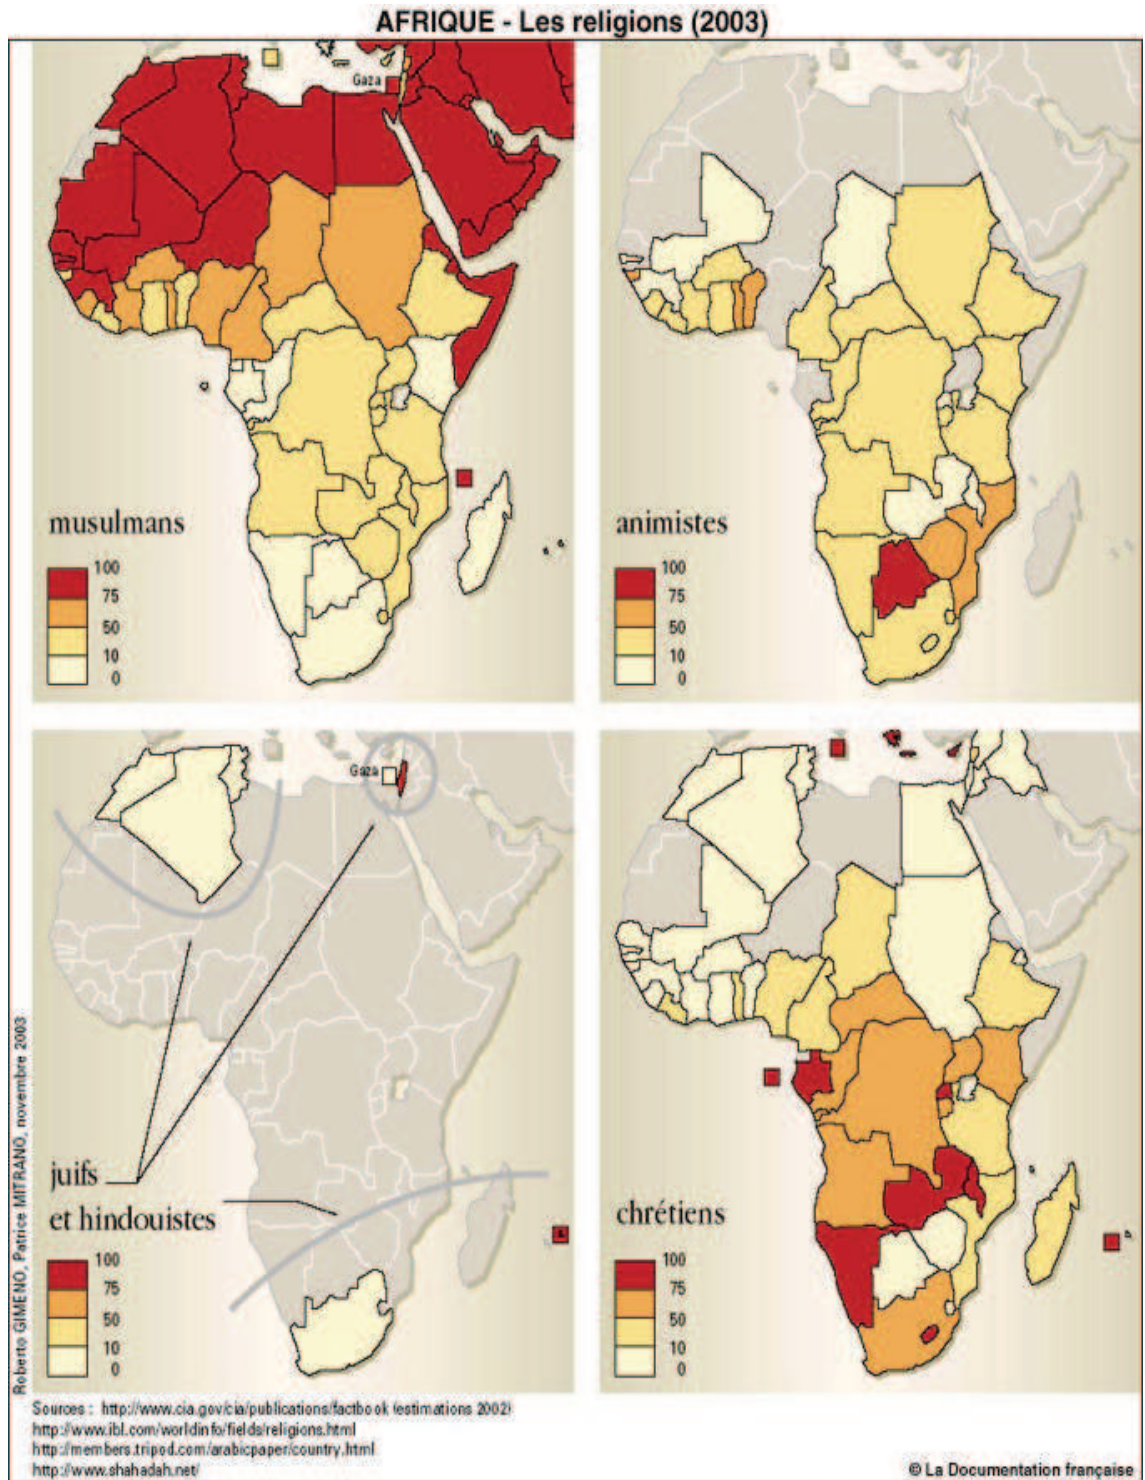 AFRIQUE - Les religions (2003)
Gaza
musulmans
100
75
50
10
0
animistes
100
75
50
10
0
Gaza
juifs
et hindouistes
100
75
50
10
0
chrétiens
100
75
50
10
0
Roberto GIMENO, Patrice MITRANO, novembre 2003
Sources : http://www.cia.gov/cia/publications/factbook (estimations 2002)
http://www.ibl.com/worldinfo/fields/religions.html
http://members.tripod.com/arabicpaper/country.html
http://www.shahadah.net/
© La Documentation française